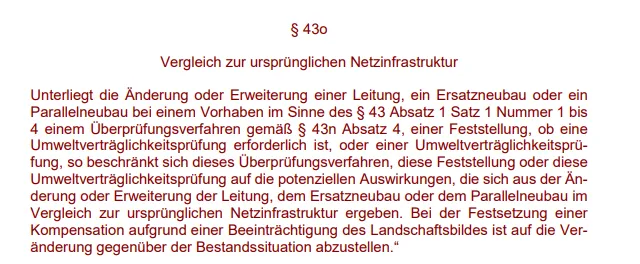 § 43o
Vergleich zur ursprünglichen Netzinfrastruktur
Unterliegt die Änderung oder Erweiterung einer Leitung, ein Ersatzneubau oder ein
Parallelneubau bei einem Vorhaben im Sinne des § 43 Absatz 1 Satz 1 Nummer 1 bis
4 einem Überprüfungsverfahren gemäß § 43n Absatz 4, einer Feststellung, ob eine
Umweltverträglichkeitsprüfung erforderlich ist, oder einer Umweltverträglichkeitsprü-
fung, so beschränkt sich dieses Überprüfungsverfahren, diese Feststellung oder diese
Umweltverträglichkeitsprüfung auf die potenziellen Auswirkungen, die sich aus der Än-
derung oder Erweiterung der Leitung, dem Ersatzneubau oder dem Parallelneubau im
Vergleich zur ursprünglichen Netzinfrastruktur ergeben. Bei der Festsetzung einer
Kompensation aufgrund einer Beeinträchtigung des Landschaftsbildes ist auf die Ver-
änderung gegenüber der Bestandssituation abzustellen.“